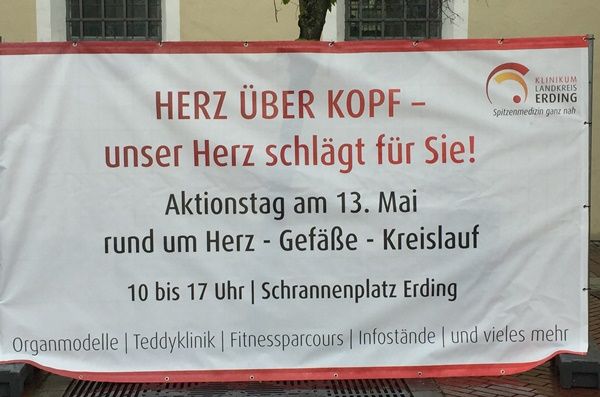 KLINIKUM
LANDKREIS
ERDING
Spitzenmedizin ganz nah
HERZ ÜBER KOPF –
unser Herz schlägt für Sie!
Aktionstag am 13. Mai
rund um Herz - Gefäße - Kreislauf
10 bis 17 Uhr | Schrannenplatz Erding
Organmodelle | Teddyklinik | Fitnessparcours | Infostände | und vieles mehr